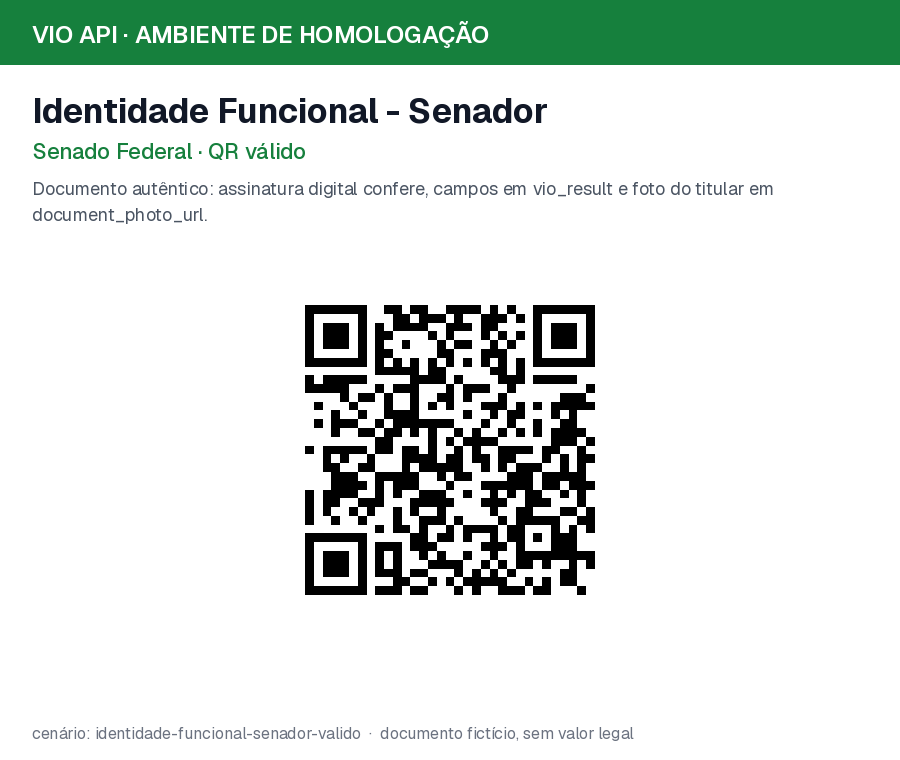 VIO API · AMBIENTE DE HOMOLOGAÇÃO
Identidade Funcional - Senador
Senado Federal · QR válido
Documento autêntico: assinatura digital confere, campos em vio_result e foto do titular em
document_photo_url.
cenário: identidade-funcional-senador-valido · documento fictício, sem valor legal